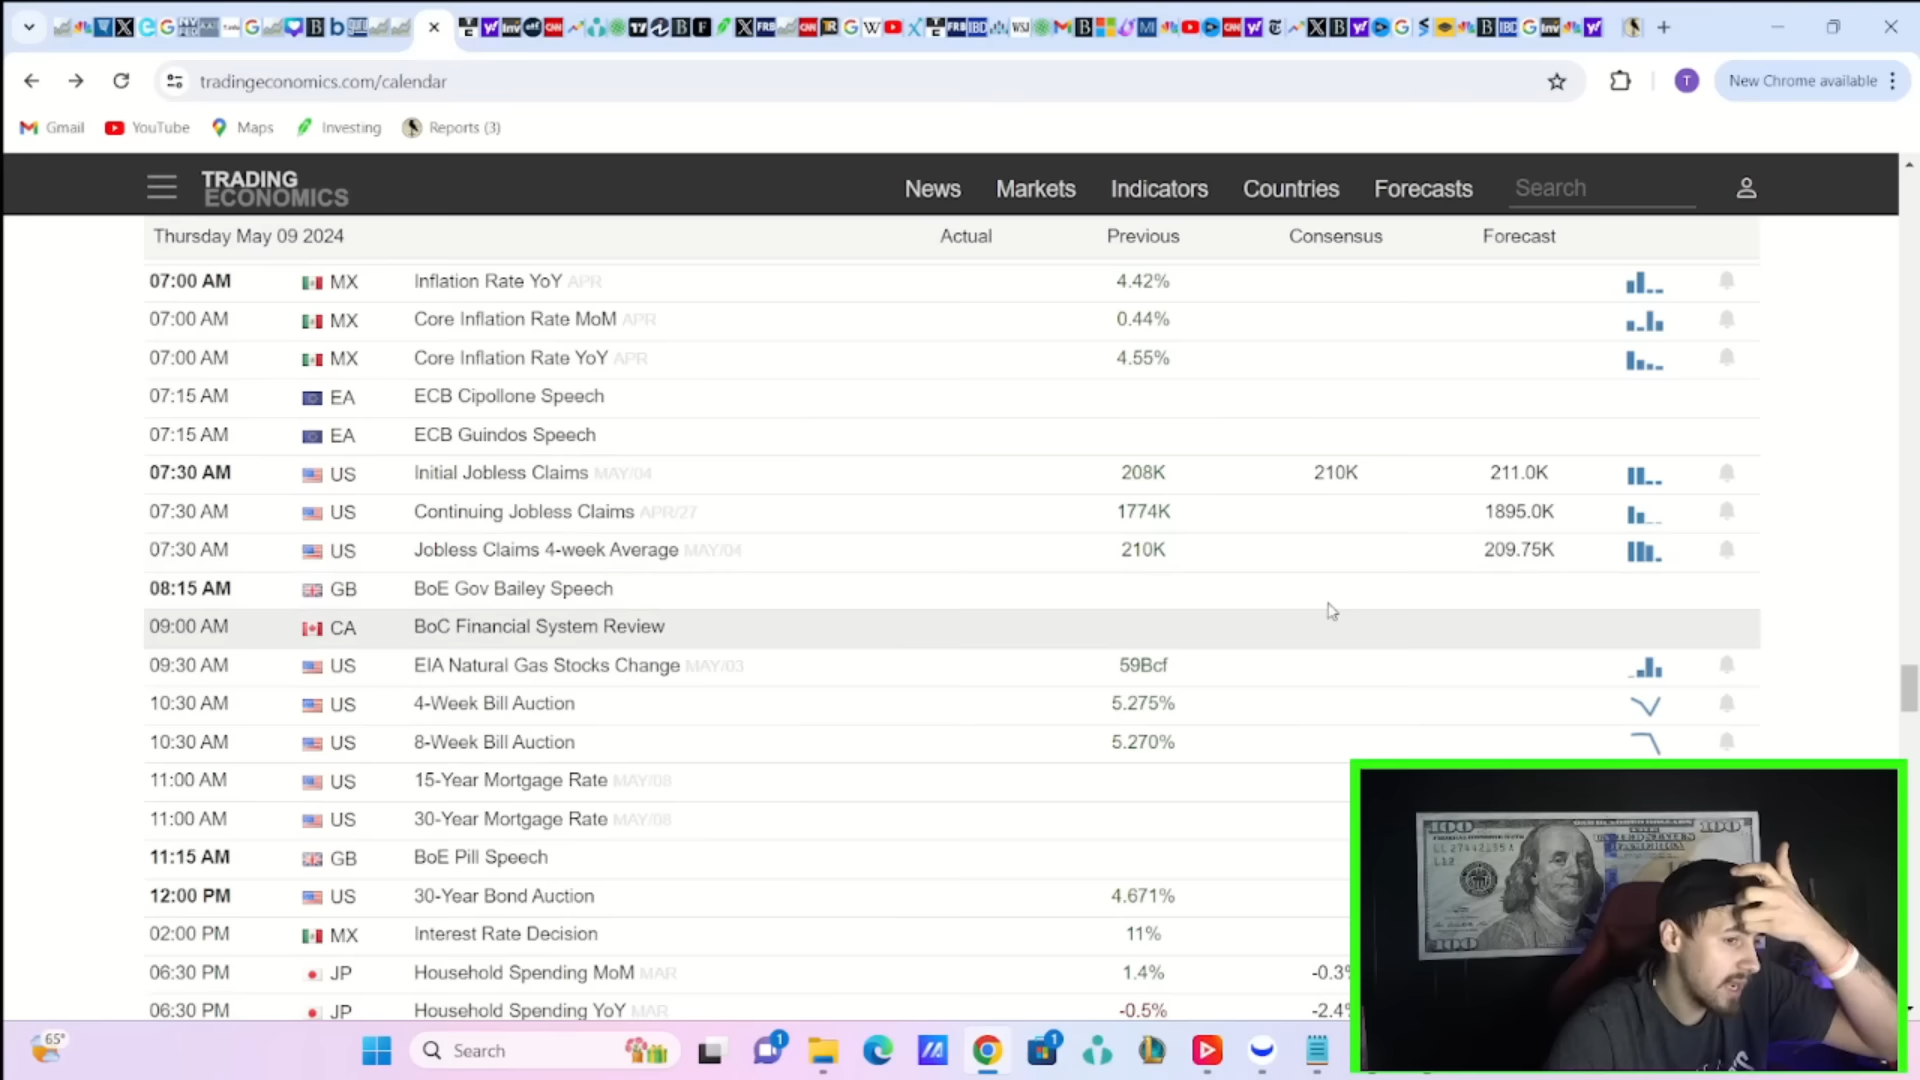 tradingeconomics.com/calendar
New Chrome available
Gmail YouTube Maps Investing Reports (3)
TRADING
ECONOMICS
News Markets Indicators Countries Forecasts Search
Thursday May 09 2024 Actual Previous Consensus Forecast
07:00 AM MX Inflation Rate YoY APR 4.42%
07:00 AM MX Core Inflation Rate MoM APR 0.44%
07:00 AM MX Core Inflation Rate YoY APR 4.55%
07:15 AM EA ECB Cipollone Speech
07:15 AM EA ECB Guindos Speech
07:30 AM US Initial Jobless Claims MAY/04 208K 210K 211.0K
07:30 AM US Continuing Jobless Claims APR/27 1774K 1895.0K
07:30 AM US Jobless Claims 4-week Average MAY/04 210K 209.75K
08:15 AM GB BoE Gov Bailey Speech
09:00 AM CA BoC Financial System Review
09:30 AM US EIA Natural Gas Stocks Change MAY/03 59Bcf
10:30 AM US 4-Week Bill Auction 5.275%
10:30 AM US 8-Week Bill Auction 5.270%
11:00 AM US 15-Year Mortgage Rate MAY/08
11:00 AM US 30-Year Mortgage Rate MAY/08
11:15 AM GB BoE Pill Speech
12:00 PM US 30-Year Bond Auction 4.671%
02:00 PM MX Interest Rate Decision 11%
06:30 PM JP Household Spending MoM MAR 1.4% -0.3%
06:30 PM JP Household Spending YoY MAR -0.5% -2.4
100 100
100
65°
Search
1
1